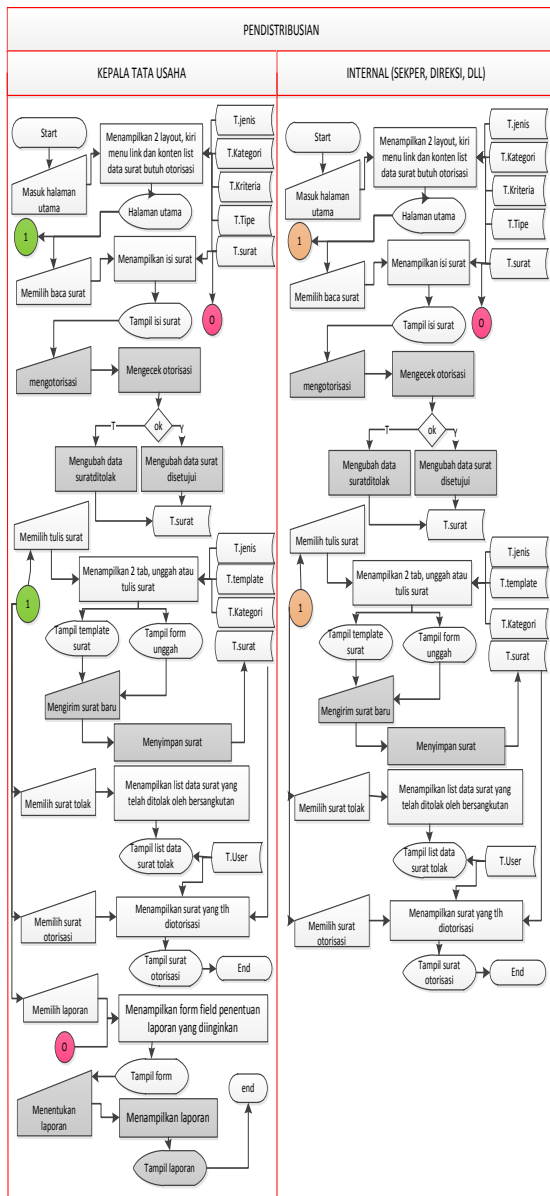 PENDISTRIBUSIAN
KEPALA TATA USAHA
INTERNAL (SEKPER, DIREKSI, DLL)
Start
Menampilkan 2 layout, kiri
menu link dan konten list
data surat butuh otorisasi
T.jenis
T.Kategori
T.Kriteria
T.Tipe
T.surat
Masuk halaman
utama
Halaman utama
1
Memilih baca surat
Menampilkan isi surat
O
Tampil isi surat
mengotorisasi
Mengecek otorisasi
T
ok
y
Mengubah data
suratditolak
Mengubah data surat
disetujui
T.surat
Memilih tulis surat
Menampilkan 2 tab, unggah atau
tulis surat
T.jenis
T.template
T.Kategori
T.surat
1
Tampil template
surat
Tampil form
unggah
Mengirim surat baru
Menyimpan surat
Memilih surat tolak
Menampilkan list data surat yang
telah ditolak oleh bersangkutan
Tampil list data
surat tolak
T.User
Memilih surat
otorisasi
Menampilkan surat yang tlh
diotorisasi
Tampil surat
otorisasi
End
Memilih laporan
Menampilkan form field penentuan
laporan yang diinginkan
O
Tampil form
end
Menentukan
laporan
Menampilkan laporan
Tampil laporan
Start
Menampilkan 2 layout, kiri
menu link dan konten list
data surat butuh otorisasi
T.jenis
T.Kategori
T.Kriteria
T.Tipe
T.surat
Masuk halaman
utama
Halaman utama
1
Memilih baca surat
Menampilkan isi surat
O
Tampil isi surat
mengotorisasi
Mengecek otorisasi
T
ok
y
Mengubah data
suratditolak
Mengubah data surat
disetujui
T.surat
Memilih tulis surat
Menampilkan 2 tab, unggah atau
tulis surat
T.jenis
T.template
T.Kategori
T.surat
1
Tampil template
surat
Tampil form
unggah
Mengirim surat baru
Menyimpan surat
Memilih surat tolak
Menampilkan list data surat yang
telah ditolak oleh bersangkutan
Tampil list data
surat tolak
T.User
Memilih surat
otorisasi
Menampilkan surat yang tlh
diotorisasi
Tampil surat
otorisasi
End